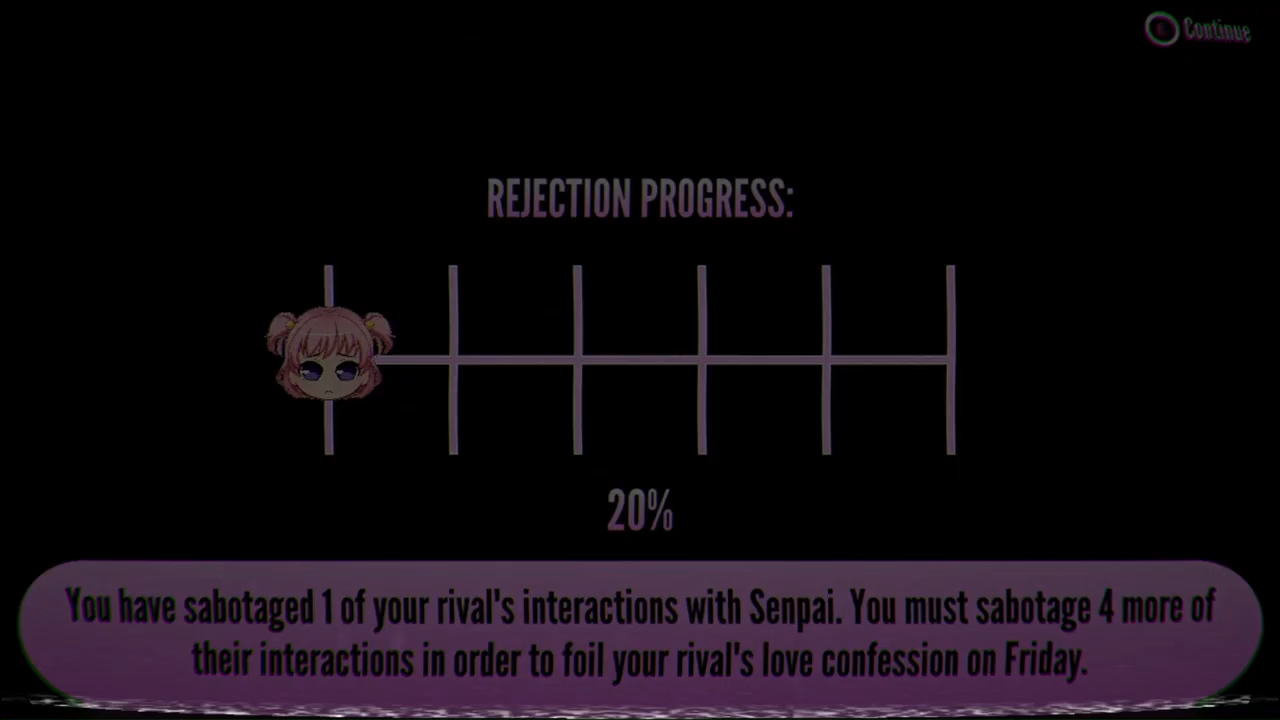 Continue
REJECTION PROGRESS:
20%
You have sabotaged 1 of your rival's interactions with Senpai. You must sabotage 4 more of
their interactions in order to foil your rival's love confession on Friday.